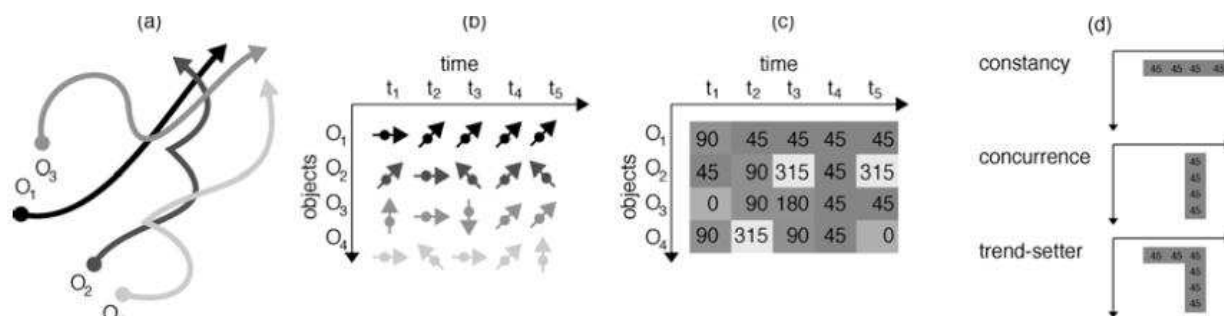 (a)
O3
O1
O2
(b)
time
t1 t2 t3 t4 t5
objects
O1
O2
O3
O4
(c)
time
t1 t2 t3 t4 t5
objects
O1 90 45 45 45 45
O2 45 90 315 45 315
O3 0 90 180 45 45
O4 90 315 90 45 0
(d)
constancy
45 45 45 45
concurrence
45
45
45
45
trend-setter
45 45 45
45
45
45